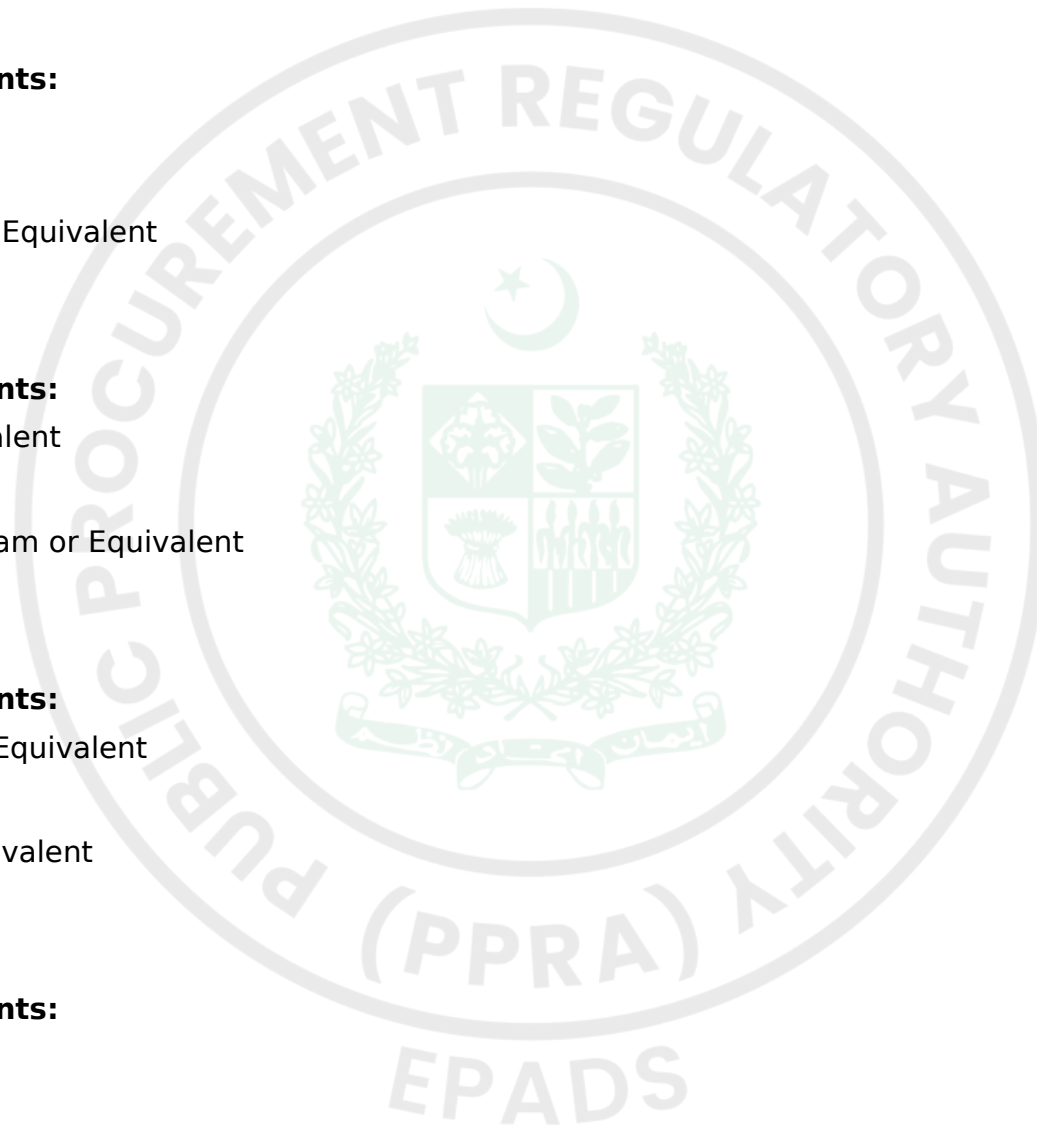 nts:
Equivalent
nts:
alent
am or Equivalent
nts:
Equivalent
valent
nts:
PUBLIC PROCUREMENT REGULATORY AUTHORITY
(PPRA)
EPADS